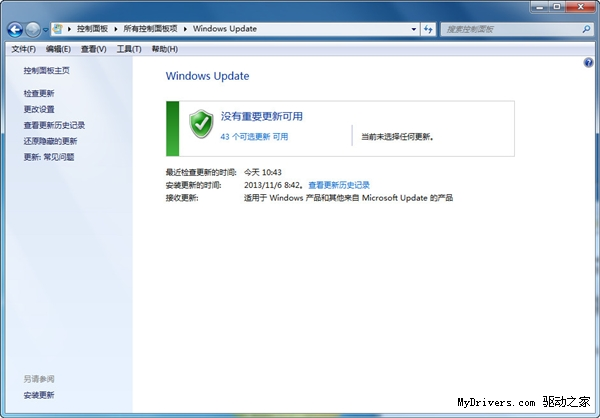 控制面板 ▸ 所有控制面板项 ▸ Windows Update
搜索控制面板
文件(F) 编辑(E) 查看(V) 工具(T) 帮助(H)
控制面板主页
检查更新
更改设置
查看更新历史记录
还原隐藏的更新
更新: 常见问题
Windows Update
没有重要更新可用
43 个可选更新 可用
当前未选择任何更新。
最近检查更新的时间: 今天 10:43
安装更新的时间: 2013/11/6 8:42。 查看更新历史记录
接收更新: 适用于 Windows 产品和其他来自 Microsoft Update 的产品
另请参阅
安装更新
MyDrivers.com 驱动之家